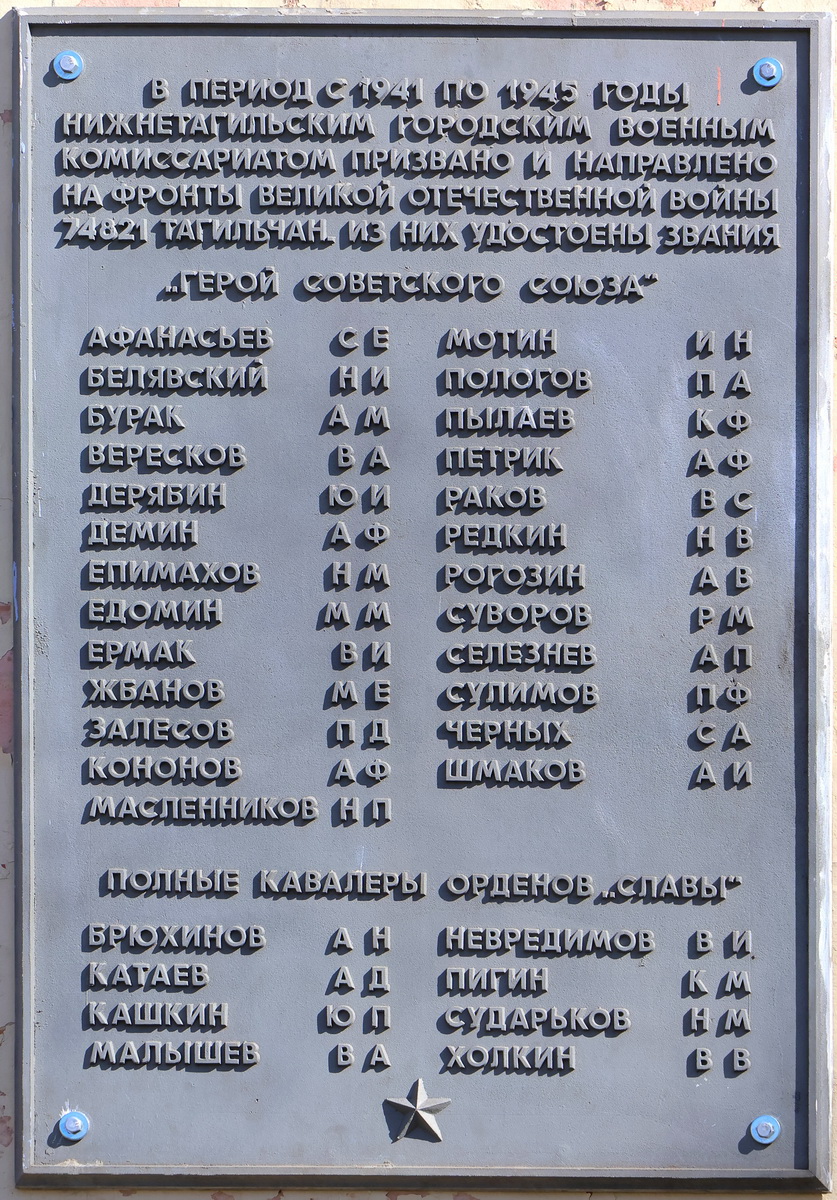 В ПЕРИОД С 1941 ПО 1945 ГОДЫ
НИЖНЕТАГИЛЬСКИМ ГОРОДСКИМ ВОЕННЫМ
КОМИССАРИАТОМ ПРИЗВАНО И НАПРАВЛЕНО
НА ФРОНТЫ ВЕЛИКОЙ ОТЕЧЕСТВЕННОЙ ВОЙНЫ
74821 ТАГИЛЬЧАН. ИЗ НИХ УДОСТОЕНЫ ЗВАНИЯ
„ГЕРОЙ СОВЕТСКОГО СОЮЗА“
АФАНАСЬЕВ С Е
БЕЛЯВСКИЙ Н И
БУРАК А М
ВЕРЕСКОВ В А
ДЕРЯБИН Ю И
ДЕМИН А Ф
ЕПИМАХОВ Н М
ЕДОМИН М М
ЕРМАК В И
ЖБАНОВ М Е
ЗАЛЕСОВ П Д
КОНОНОВ А Ф
МАСЛЕННИКОВ Н П
МОТИН И Н
ПОЛОГОВ П А
ПЫЛАЕВ К Ф
ПЕТРИК А Ф
РАКОВ В С
РЕДКИН Н В
РОГОЗИН А В
СУВОРОВ Р М
СЕЛЕЗНЕВ А П
СУЛИМОВ П Ф
ЧЕРНЫХ С А
ШМАКОВ А И
ПОЛНЫЕ КАВАЛЕРЫ ОРДЕНОВ „СЛАВЫ“
БРЮХИНОВ А Н
КАТАЕВ А Д
КАШКИН Ю П
МАЛЫШЕВ В А
НЕВРЕДИМОВ В И
ПИГИН К М
СУДАРЬКОВ Н М
ХОЛКИН В В